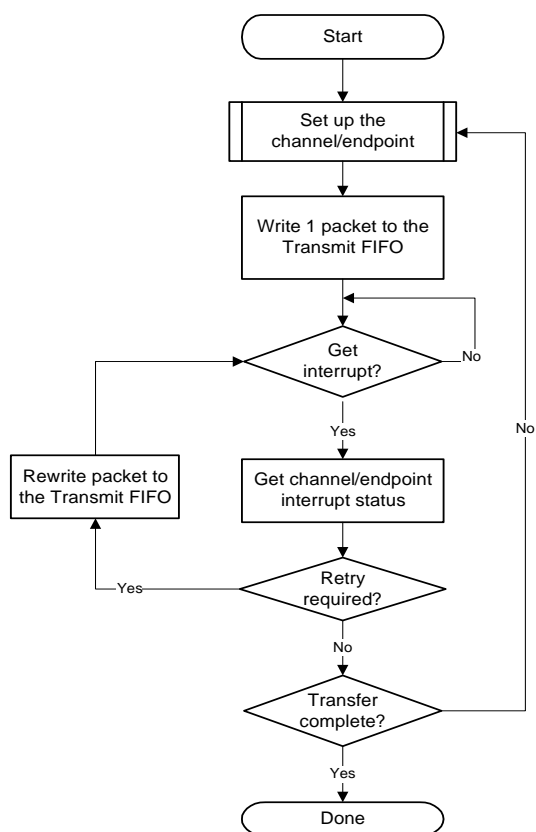 Start
Set up the
channel/endpoint
Write 1 packet to the
Transmit FIFO
Get
interrupt?
No
Yes
No
Rewrite packet to
the Transmit FIFO
Get channel/endpoint
interrupt status
Retry
required?
Yes
No
Transfer
complete?
Yes
Done